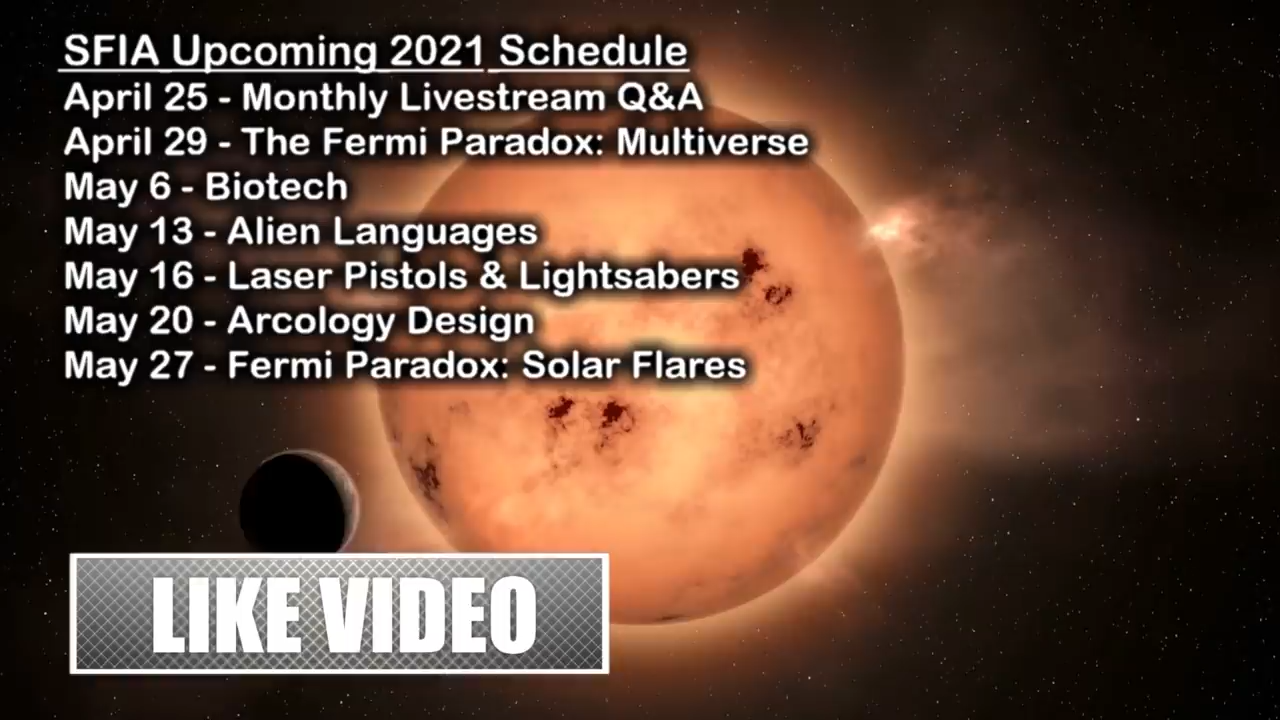 SFIA Upcoming 2021 Schedule
April 25 - Monthly Livestream Q&A
April 29 - The Fermi Paradox: Multiverse
May 6 - Biotech
May 13 - Alien Languages
May 16 - Laser Pistols & Lightsabers
May 20 - Arcology Design
May 27 - Fermi Paradox: Solar Flares
LIKE VIDEO